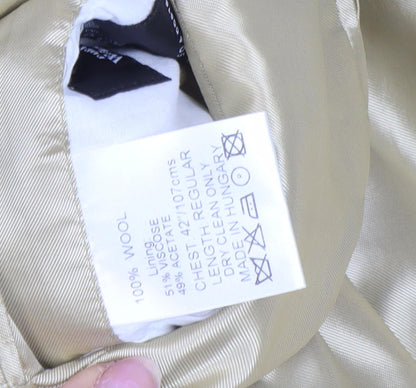 100% WOOL
Lining
51% VISCOSE
49% ACETATE
CHEST 42"/107cms
LENGTH: REGULAR
DRY CLEAN ONLY
MADE IN HUNGARY